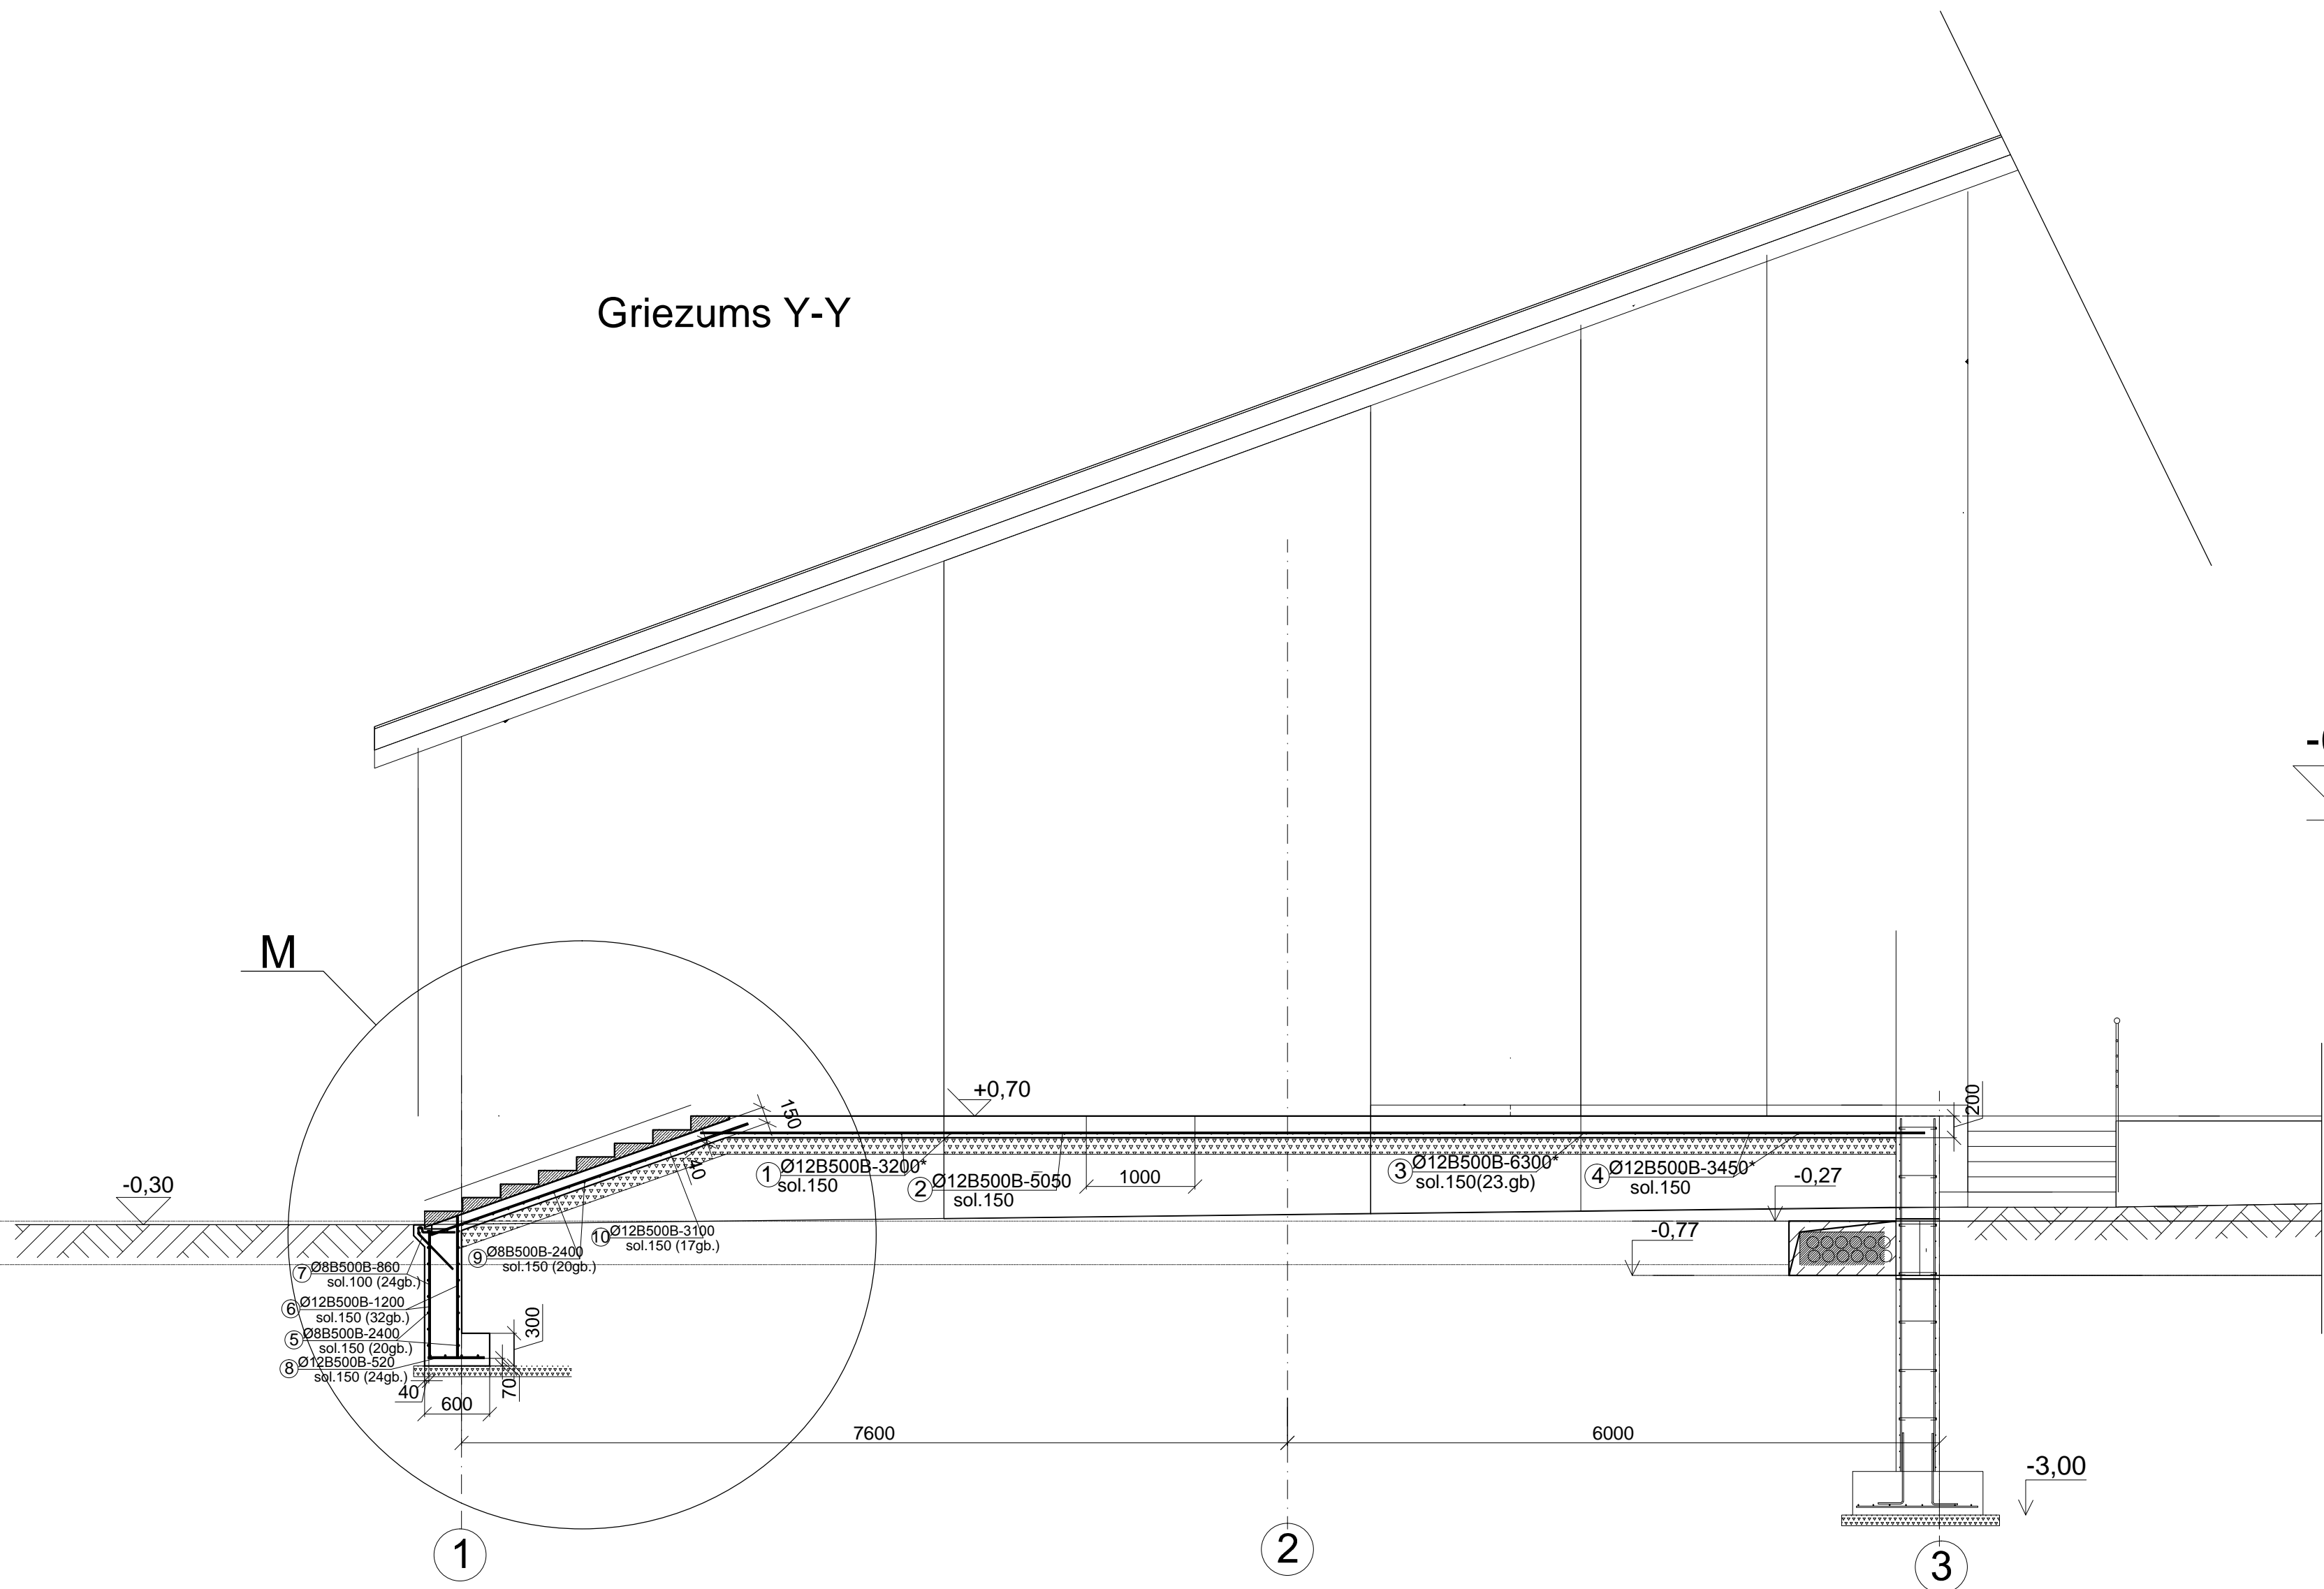 Griezums Y-Y
M
+0,70
150
200
40
1 Ø12B500B-3200*
sol.150
2 Ø12B500B-5050
sol.150
1000
3 Ø12B500B-6300*
sol.150(23.gb)
4 Ø12B500B-3450*
sol.150
-0,27
-0,30
-0,77
10 Ø12B500B-3100
sol.150 (17gb.)
9 Ø8B500B-2400
sol.150 (20gb.)
7 Ø8B500B-860
sol.100 (24gb.)
6 Ø12B500B-1200
sol.150 (32gb.)
5 Ø8B500B-2400
sol.150 (20gb.)
8 Ø12B500B-520
sol.150 (24gb.)
300
70
40
600
7600
6000
-3,00
1
2
3